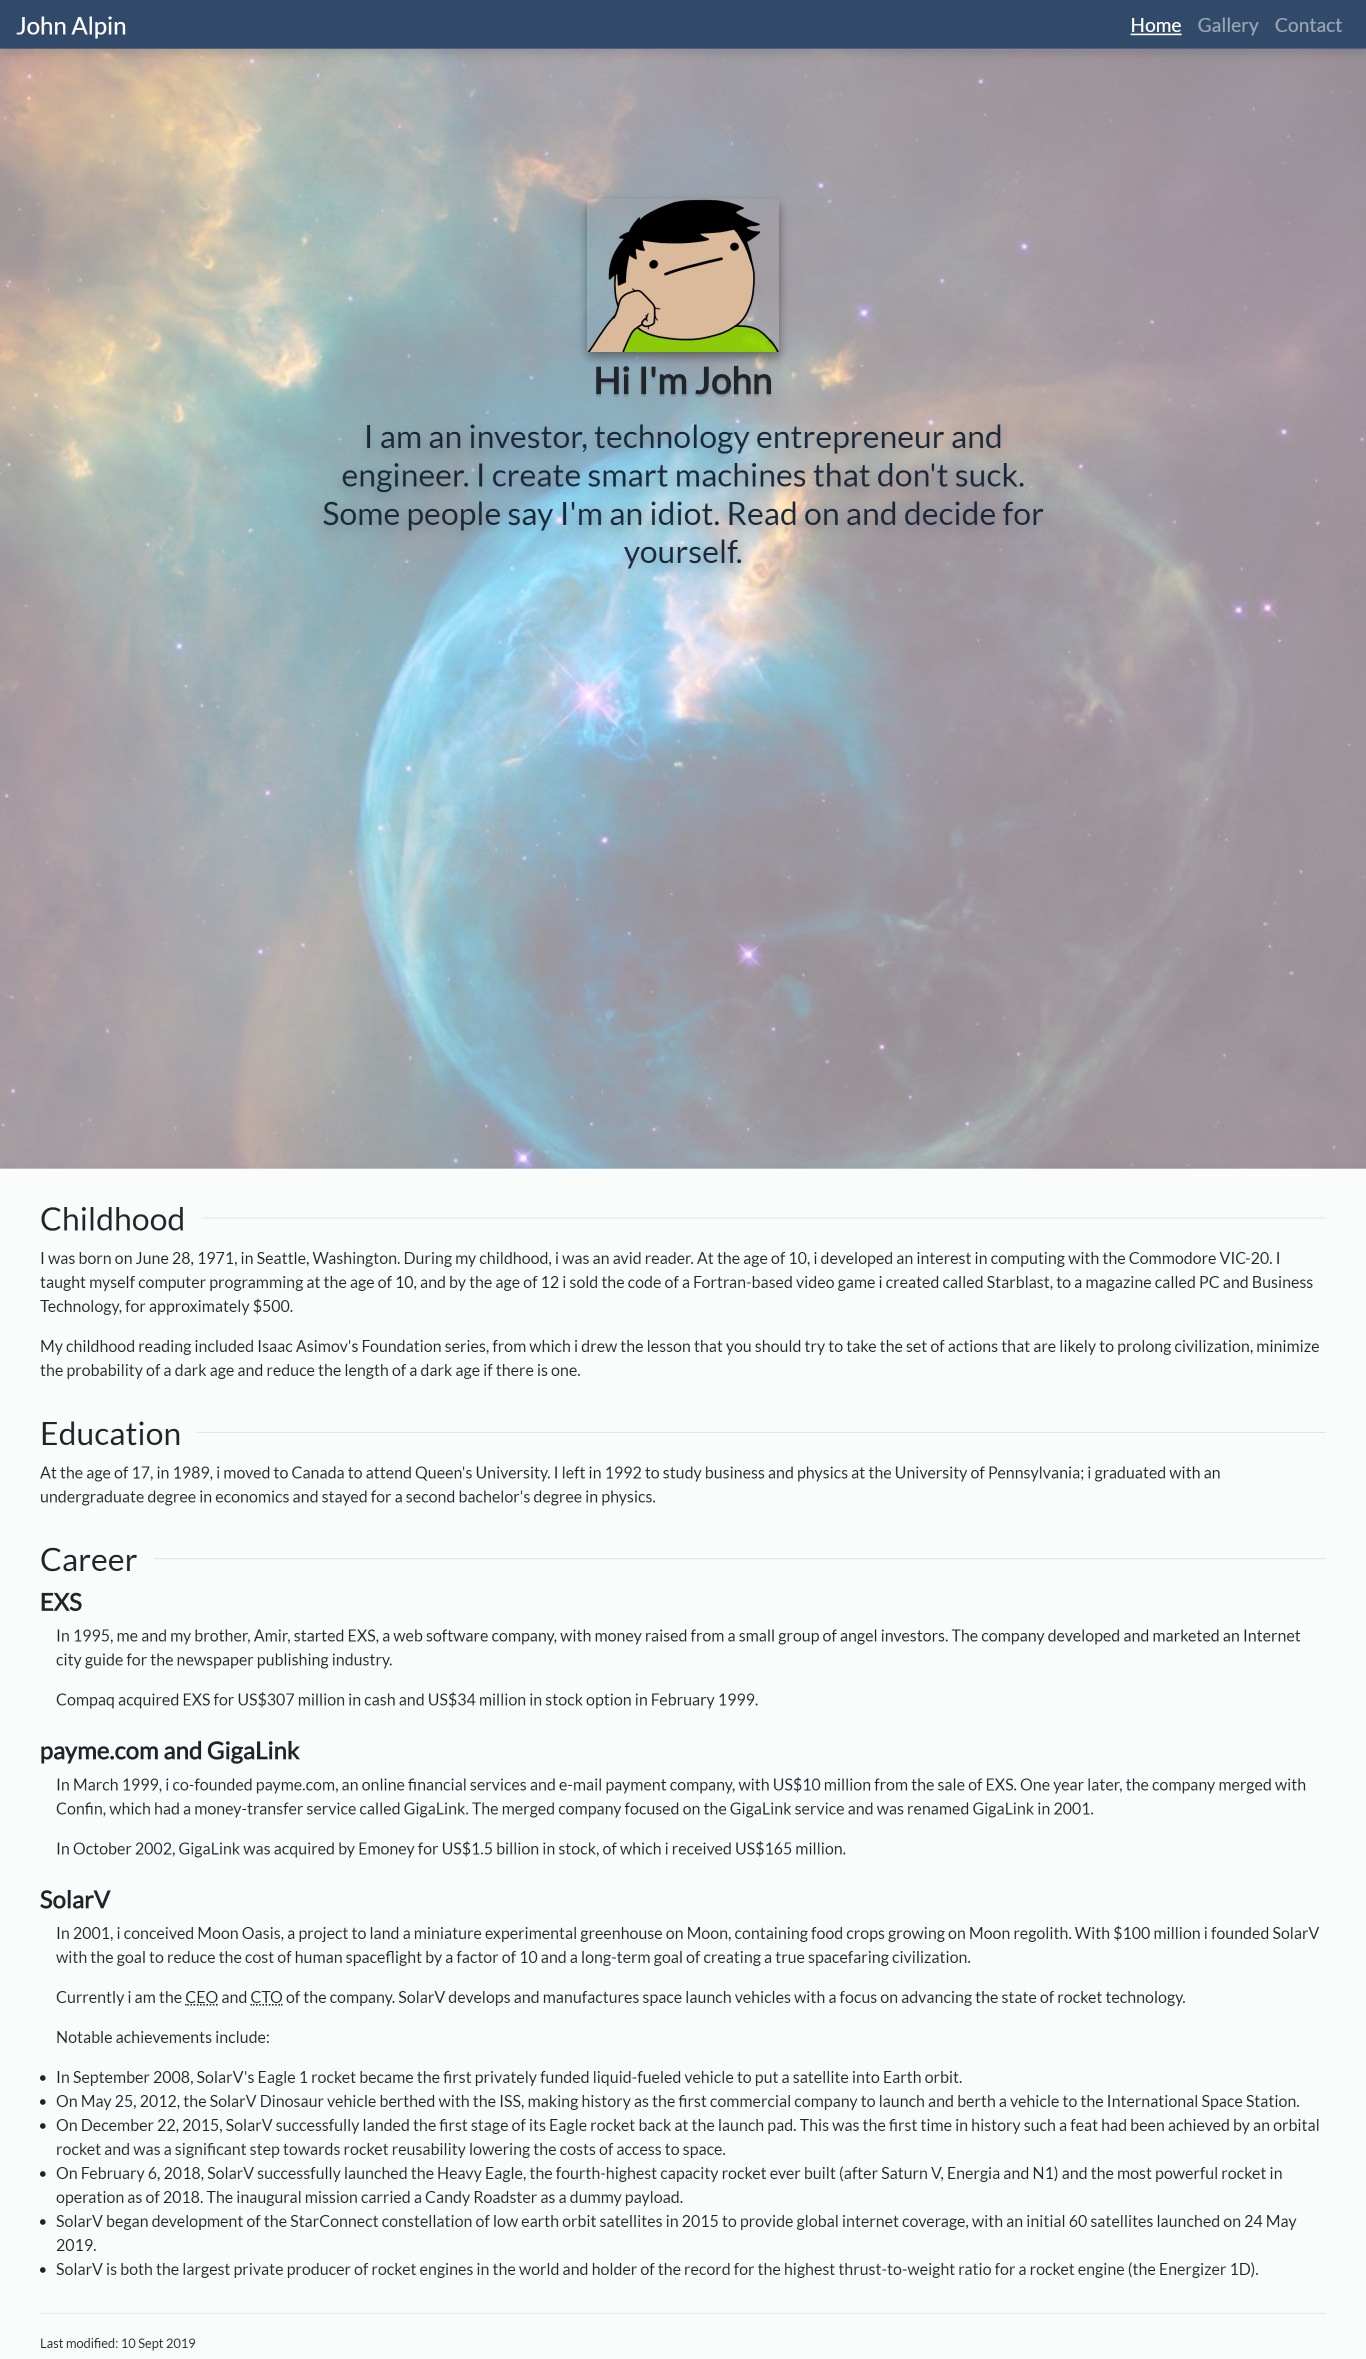 John Alpin
Home Gallery Contact
Hi I'm John
I am an investor, technology entrepreneur and
engineer. I create smart machines that don't suck.
Some people say I'm an idiot. Read on and decide for
yourself.
Childhood
I was born on June 28, 1971, in Seattle, Washington. During my childhood, i was an avid reader. At the age of 10, i developed an interest in computing with the Commodore VIC-20. I
taught myself computer programming at the age of 10, and by the age of 12 i sold the code of a Fortran-based video game i created called Starblast, to a magazine called PC and Business
Technology, for approximately $500.
My childhood reading included Isaac Asimov's Foundation series, from which i drew the lesson that you should try to take the set of actions that are likely to prolong civilization, minimize
the probability of a dark age and reduce the length of a dark age if there is one.
Education
At the age of 17, in 1989, i moved to Canada to attend Queen's University. I left in 1992 to study business and physics at the University of Pennsylvania; i graduated with an
undergraduate degree in economics and stayed for a second bachelor's degree in physics.
Career
EXS
In 1995, me and my brother, Amir, started EXS, a web software company, with money raised from a small group of angel investors. The company developed and marketed an Internet
city guide for the newspaper publishing industry.
Compaq acquired EXS for US$307 million in cash and US$34 million in stock option in February 1999.
payme.com and GigaLink
In March 1999, i co-founded payme.com, an online financial services and e-mail payment company, with US$10 million from the sale of EXS. One year later, the company merged with
Confin, which had a money-transfer service called GigaLink. The merged company focused on the GigaLink service and was renamed GigaLink in 2001.
In October 2002, GigaLink was acquired by Emoney for US$1.5 billion in stock, of which i received US$165 million.
SolarV
In 2001, i conceived Moon Oasis, a project to land a miniature experimental greenhouse on Moon, containing food crops growing on Moon regolith. With $100 million i founded SolarV
with the goal to reduce the cost of human spaceflight by a factor of 10 and a long-term goal of creating a true spacefaring civilization.
Currently i am the CEO and CTO of the company. SolarV develops and manufactures space launch vehicles with a focus on advancing the state of rocket technology.
Notable achievements include:
• In September 2008, SolarV's Eagle 1 rocket became the first privately funded liquid-fueled vehicle to put a satellite into Earth orbit.
• On May 25, 2012, the SolarV Dinosaur vehicle berthed with the ISS, making history as the first commercial company to launch and berth a vehicle to the International Space Station.
• On December 22, 2015, SolarV successfully landed the first stage of its Eagle rocket back at the launch pad. This was the first time in history such a feat had been achieved by an orbital
rocket and was a significant step towards rocket reusability lowering the costs of access to space.
• On February 6, 2018, SolarV successfully launched the Heavy Eagle, the fourth-highest capacity rocket ever built (after Saturn V, Energia and N1) and the most powerful rocket in
operation as of 2018. The inaugural mission carried a Candy Roadster as a dummy payload.
• SolarV began development of the StarConnect constellation of low earth orbit satellites in 2015 to provide global internet coverage, with an initial 60 satellites launched on 24 May
2019.
• SolarV is both the largest private producer of rocket engines in the world and holder of the record for the highest thrust-to-weight ratio for a rocket engine (the Energizer 1D).
Last modified: 10 Sept 2019